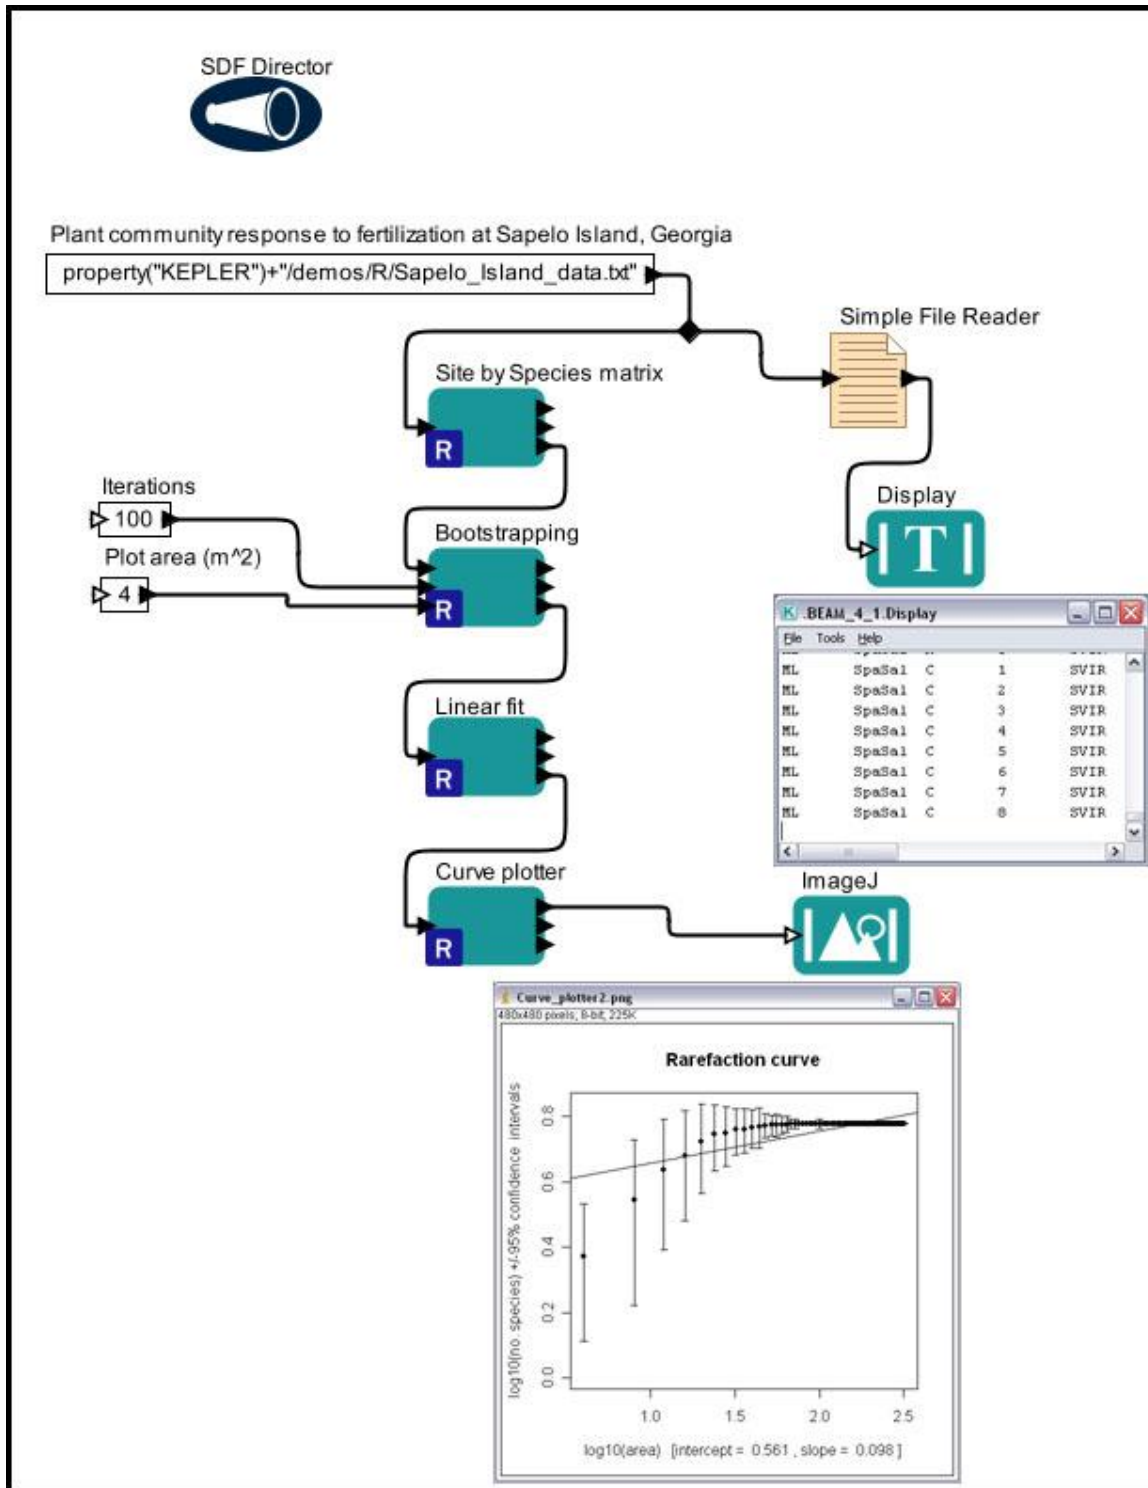 SDF Director
Plant community response to fertilization at Sapelo Island, Georgia
property("KEPLER")+"/demos/R/Sapelo_Island_data.txt"
Simple File Reader
Site by Species matrix
R
Iterations
100
Display
T
Bootstrapping
Plot area (m^2)
4
R
K .BEAM_4_1.Display
File Tools Help
ML SpaSal C 1 SVIR
ML SpaSal C 2 SVIR
ML SpaSal C 3 SVIR
ML SpaSal C 4 SVIR
ML SpaSal C 5 SVIR
ML SpaSal C 6 SVIR
ML SpaSal C 7 SVIR
ML SpaSal C 8 SVIR
Linear fit
R
Curve plotter
R
ImageJ
Curve_plotter2.png
480x480 pixels; 8-bit; 225K
Rarefaction curve
log10(no. species) +/-95% confidence intervals
0.8
0.6
0.4
0.2
0.0
1.0 1.5 2.0 2.5
log10(area) [intercept = 0.561 , slope = 0.098 ]